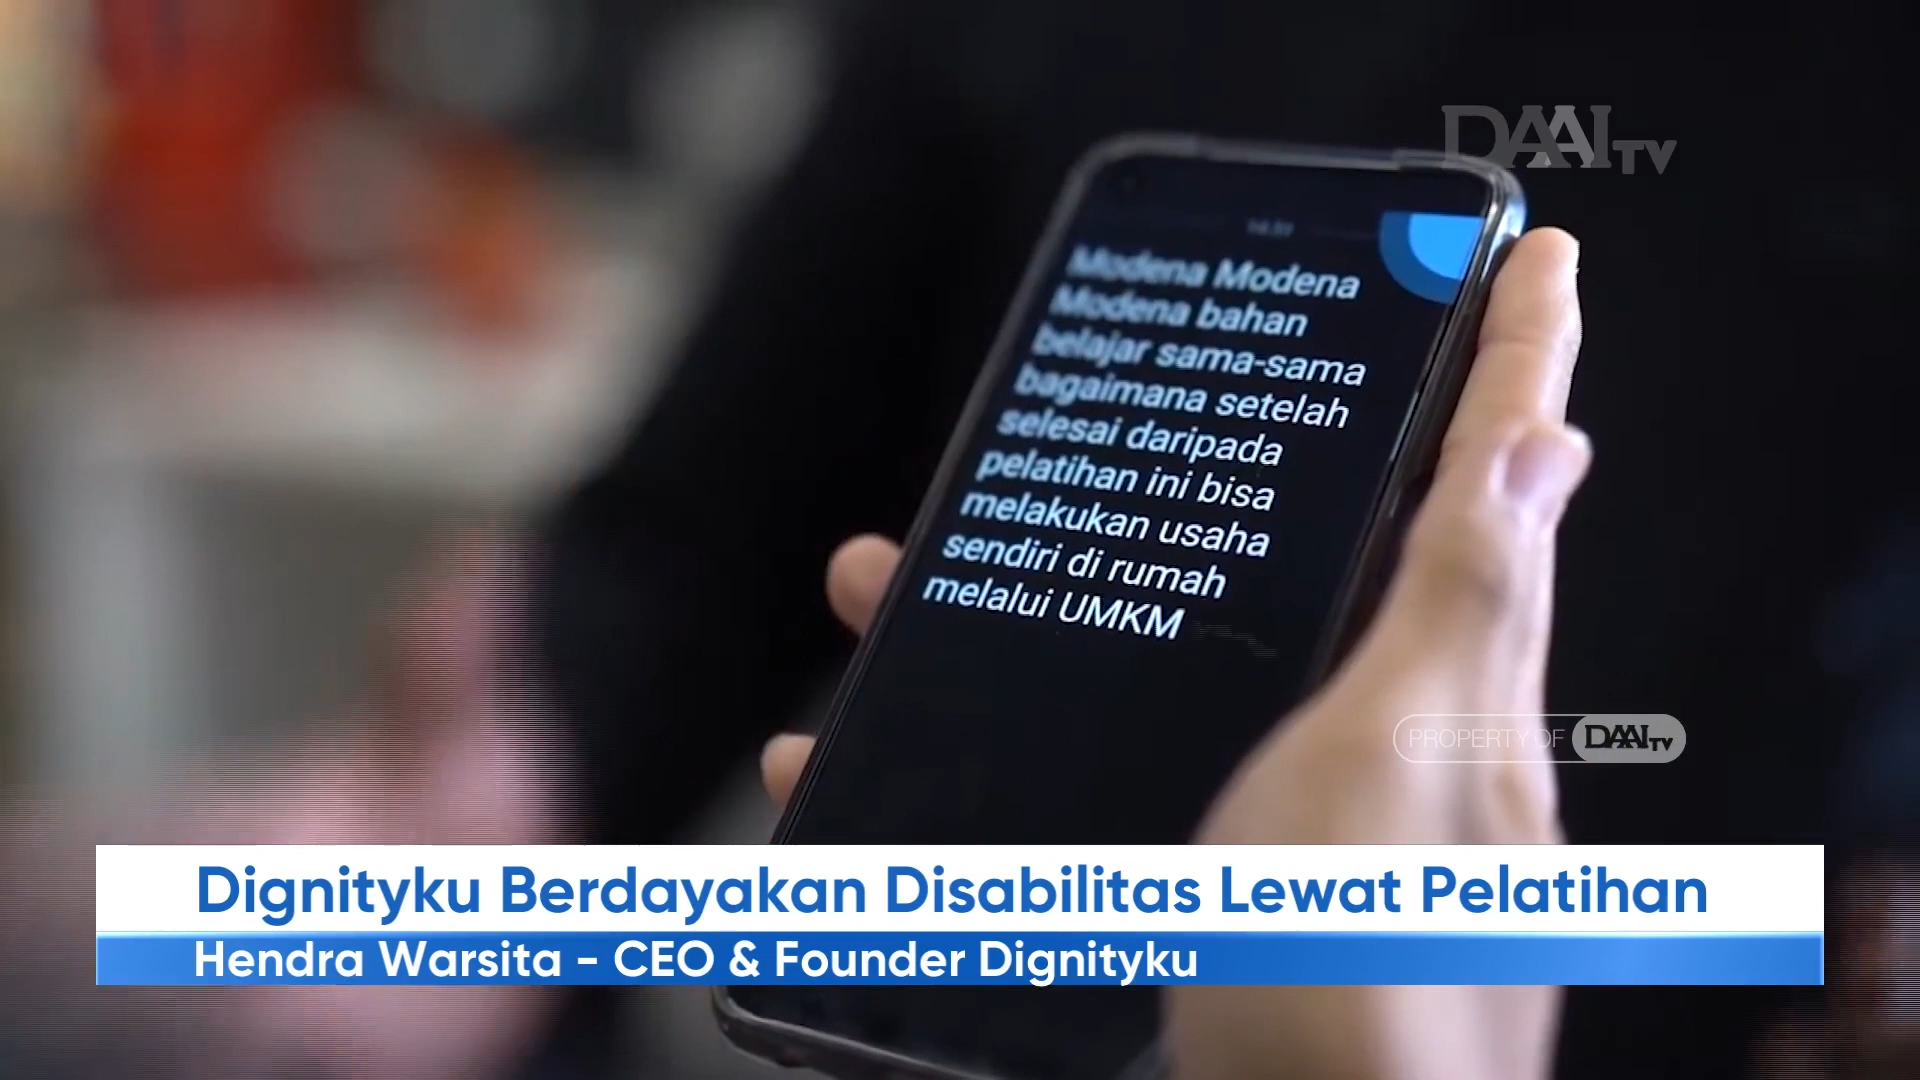 DAAI TV
Modena Modena
Modena bahan
belajar sama-sama
bagaimana setelah
selesai daripada
pelatihan ini bisa
melakukan usaha
sendiri di rumah
melalui UMKM
PROPERTY OF DAAI TV
Dignityku Berdayakan Disabilitas Lewat Pelatihan
Hendra Warsita - CEO & Founder Dignityku